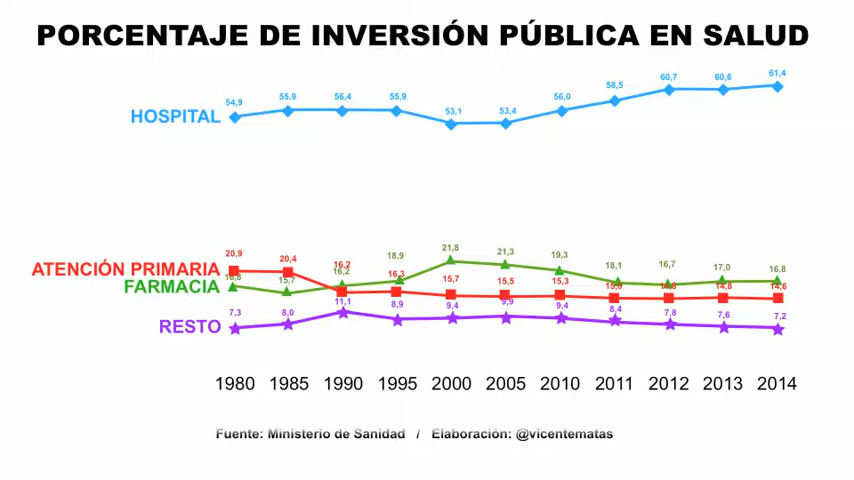 PORCENTAJE DE INVERSIÓN PÚBLICA EN SALUD
54,9 55,9 56,4 55,9 53,1 53,4 56,0 58,5 60,7 60,6 61,4
HOSPITAL
20,9 20,4 16,2 16,3 15,7 15,5 15,3 14,8 14,8 14,6
ATENCIÓN PRIMARIA
16,8 15,7 16,2 18,9 21,8 21,3 19,3 18,1 16,7 17,0 16,8
FARMACIA
7,3 8,0 11,1 8,9 9,4 9,9 9,4 8,4 7,8 7,6 7,2
RESTO
1980 1985 1990 1995 2000 2005 2010 2011 2012 2013 2014
Fuente: Ministerio de Sanidad / Elaboración: @vicentematas